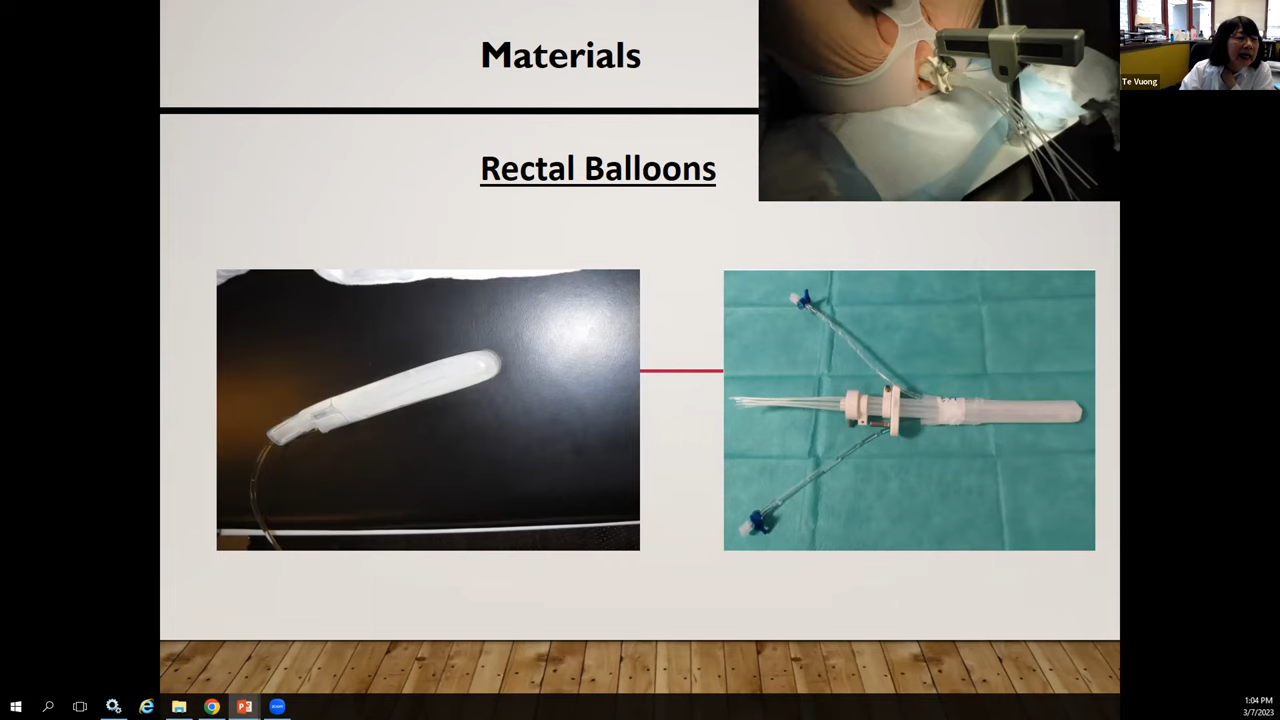 Materials
Te Vuong
Rectal Balloons
1:04 PM
3/7/2023